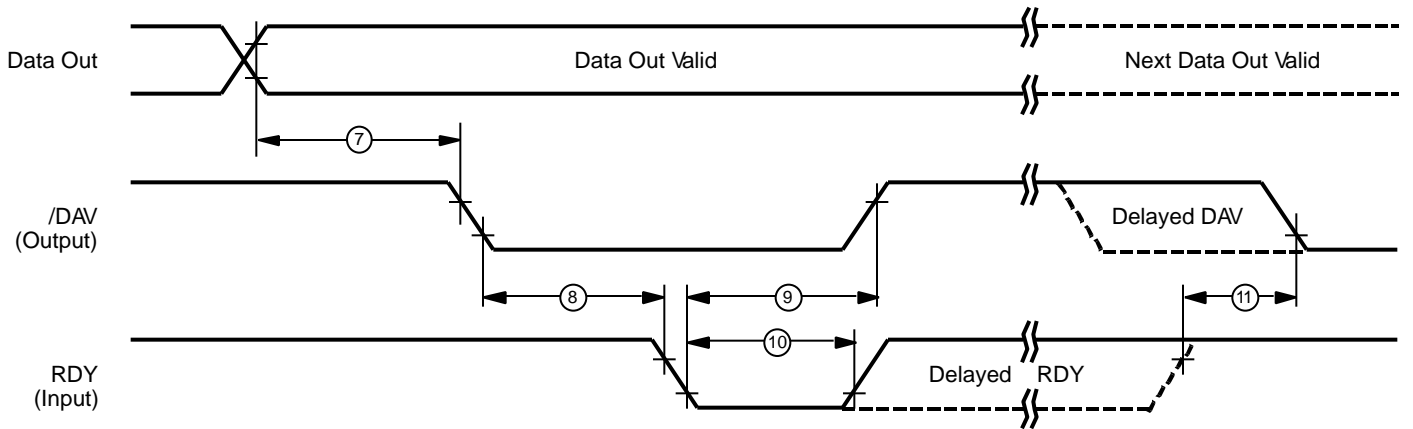 Data Out
Data Out Valid
Next Data Out Valid
7
/DAV
(Output)
Delayed DAV
8
9
11
10
RDY
(Input)
Delayed RDY